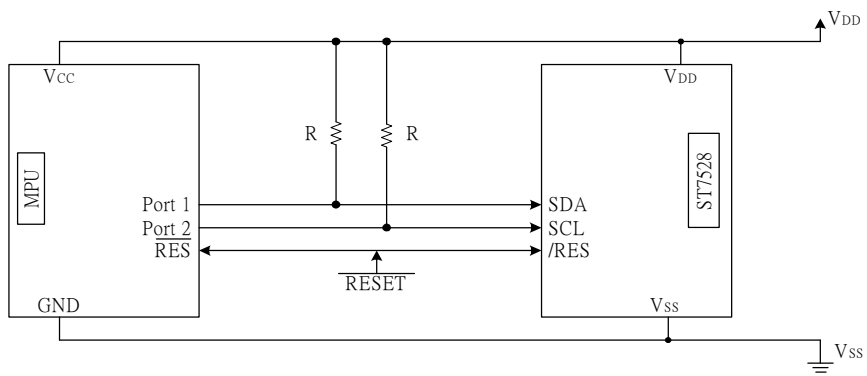 VDD
VCC
VDD
R
R
MPU
ST7528
Port 1
SDA
Port 2
SCL
RES
/RES
RESET
GND
VSS
VSS